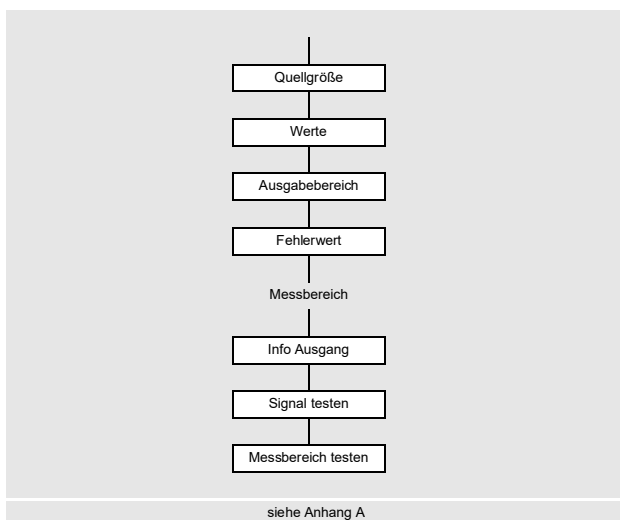 Quellgröße
Werte
Ausgabebereich
Fehlerwert
Messbereich
Info Ausgang
Signal testen
Messbereich testen
siehe Anhang A